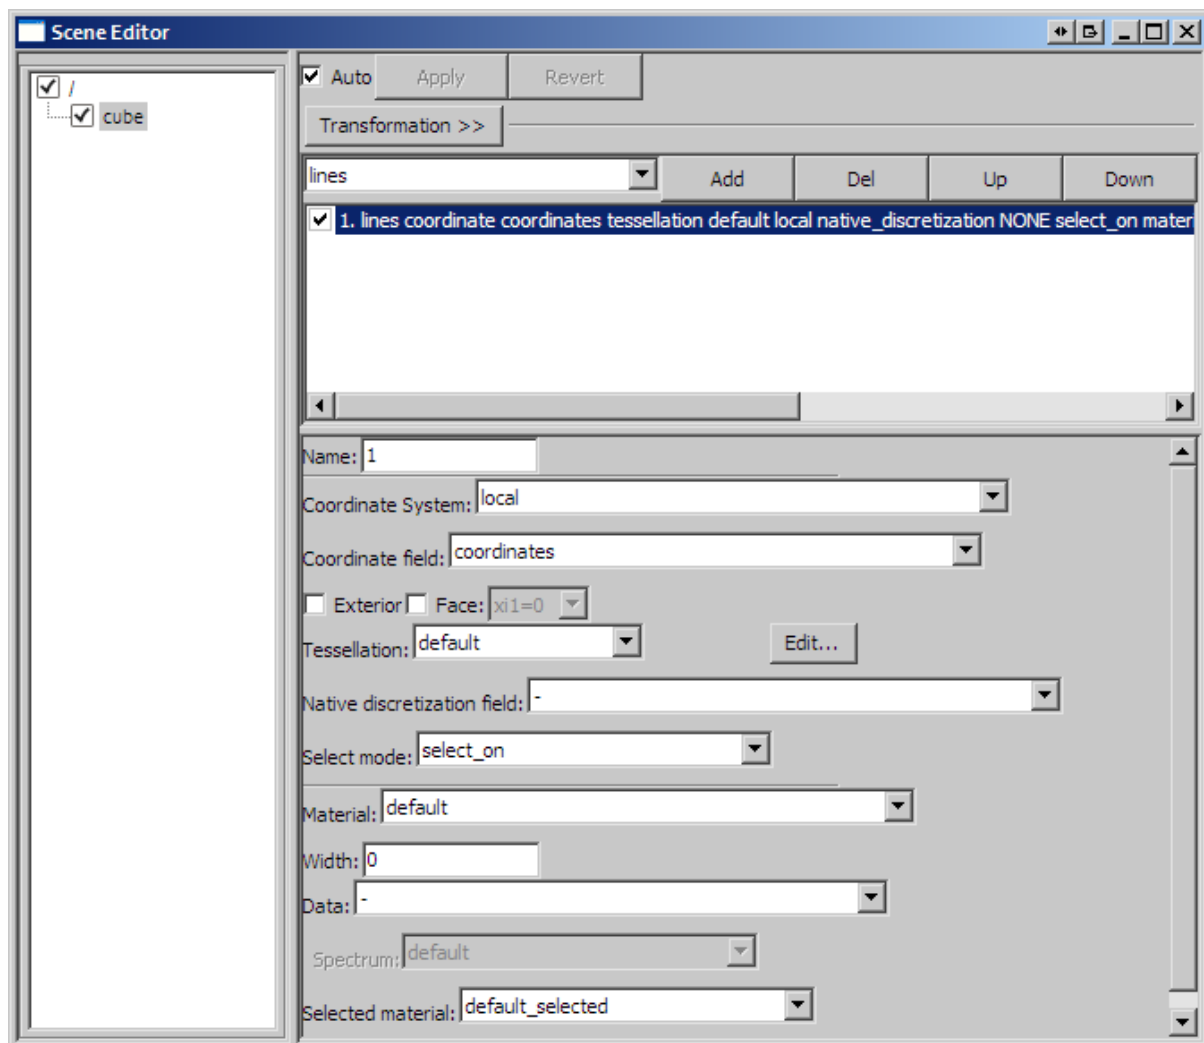 Scene Editor
/
cube
Auto Apply Revert
Transformation >>
lines Add Del Up Down
1. lines coordinate coordinates tessellation default local native_discretization NONE select_on mater
Name: 1
Coordinate System: local
Coordinate field: coordinates
Exterior Face: xi1=0
Tessellation: default Edit...
Native discretization field: -
Select mode: select_on
Material: default
Width: 0
Data: -
Spectrum: default
Selected material: default_selected